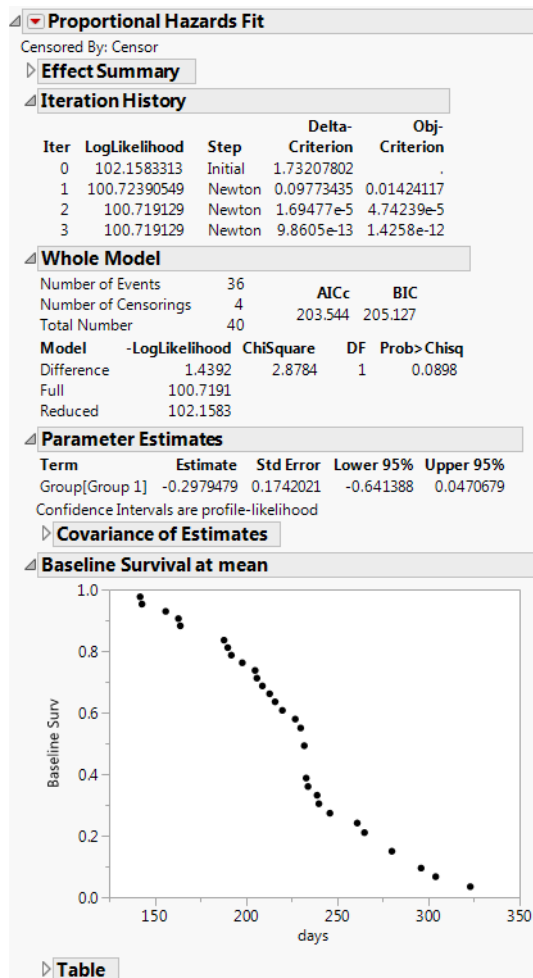 Proportional Hazards Fit
Censored By: Censor
Effect Summary
Iteration History
Delta- Obj-
Iter LogLikelihood Step Criterion Criterion
0 102.1583313 Initial 1.73207802 .
1 100.72390549 Newton 0.09773435 0.01424117
2 100.719129 Newton 1.69477e-5 4.74239e-5
3 100.719129 Newton 9.8605e-13 1.4258e-12
Whole Model
Number of Events 36
Number of Censorings 4
Total Number 40
AICc BIC
203.544 205.127
Model -LogLikelihood ChiSquare DF Prob>Chisq
Difference 1.4392 2.8784 1 0.0898
Full 100.7191
Reduced 102.1583
Parameter Estimates
Term Estimate Std Error Lower 95% Upper 95%
Group[Group 1] -0.2979479 0.1742021 -0.641388 0.0470679
Confidence Intervals are profile-likelihood
Covariance of Estimates
Baseline Survival at mean
1.0
0.8
0.6
0.4
0.2
0.0
Baseline Surv
150 200 250 300 350
days
Table